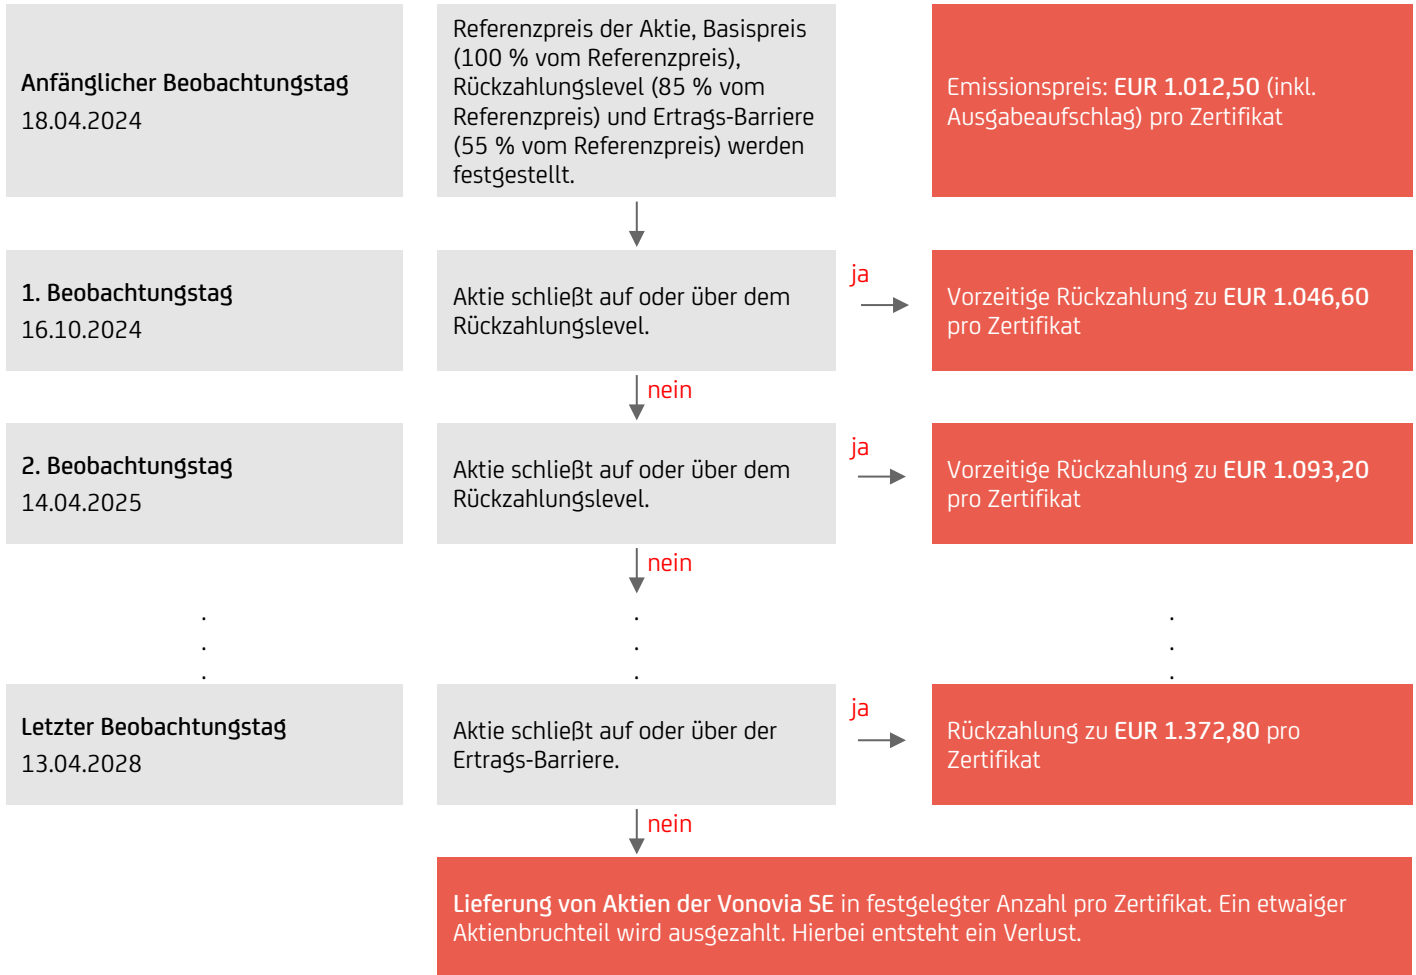 Anfänglicher Beobachtungstag
18.04.2024
Referenzpreis der Aktie, Basispreis
(100 % vom Referenzpreis),
Rückzahlungslevel (85 % vom
Referenzpreis) und Ertrags-Barriere
(55 % vom Referenzpreis) werden
festgestellt.
Emissionspreis: EUR 1.012,50 (inkl.
Ausgabeaufschlag) pro Zertifikat
1. Beobachtungstag
16.10.2024
Aktie schließt auf oder über dem
Rückzahlungslevel.
ja
Vorzeitige Rückzahlung zu EUR 1.046,60
pro Zertifikat
nein
2. Beobachtungstag
14.04.2025
Aktie schließt auf oder über dem
Rückzahlungslevel.
ja
Vorzeitige Rückzahlung zu EUR 1.093,20
pro Zertifikat
nein
Letzter Beobachtungstag
13.04.2028
Aktie schließt auf oder über der
Ertrags-Barriere.
ja
Rückzahlung zu EUR 1.372,80 pro
Zertifikat
nein
Lieferung von Aktien der Vonovia SE in festgelegter Anzahl pro Zertifikat. Ein etwaiger
Aktienbruchteil wird ausgezahlt. Hierbei entsteht ein Verlust.